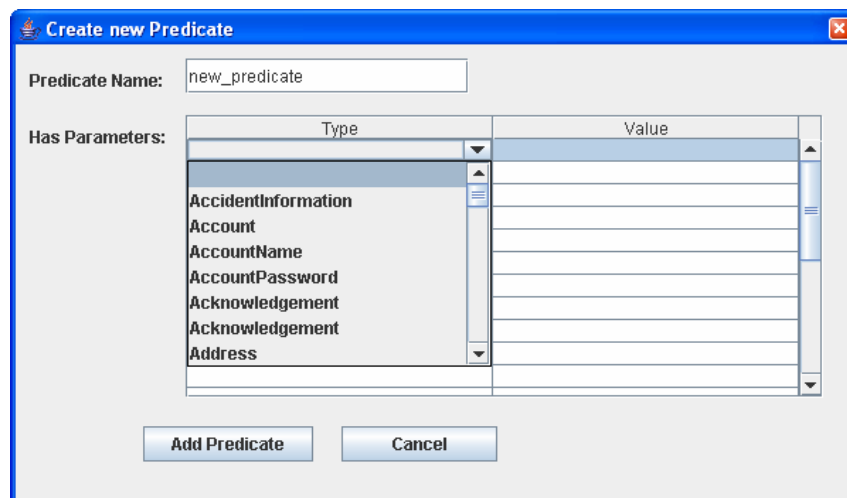 Create new Predicate
Predicate Name: new_predicate
Has Parameters: Type Value
AccidentInformation
Account
AccountName
AccountPassword
Acknowledgement
Acknowledgement
Address
Add Predicate Cancel